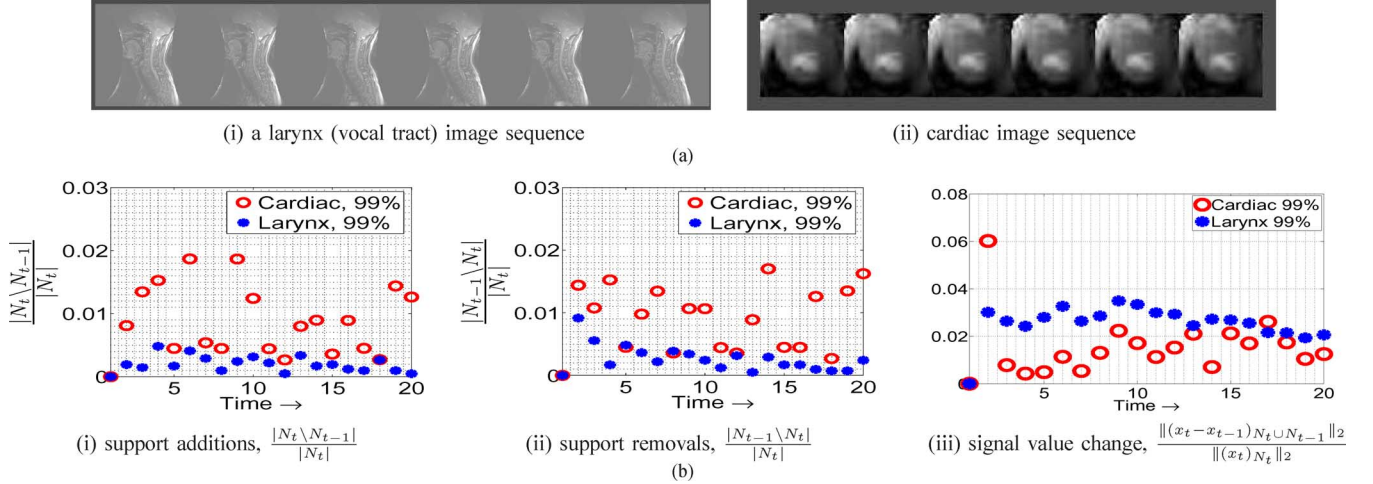 (i) a larynx (vocal tract) image sequence
(ii) cardiac image sequence
(a)
|N_t\N_{t-1}| / |N_t|
0.03
0.02
0.01
0
5
10
15
20
Time →
Cardiac, 99%
Larynx, 99%
(i) support additions, |N_t\N_{t-1}| / |N_t|
|N_{t-1}\N_t| / |N_t|
0.03
0.02
0.01
0
5
10
15
20
Time →
Cardiac, 99%
Larynx, 99%
(ii) support removals, |N_{t-1}\N_t| / |N_t|
0.08
0.06
0.04
0.02
0
5
10
15
20
Time →
Cardiac 99%
Larynx 99%
(iii) signal value change, ‖(x_t−x_{t−1})_{N_t∪N_{t−1}}‖_2 / ‖(x_t)_{N_t}‖_2
(b)